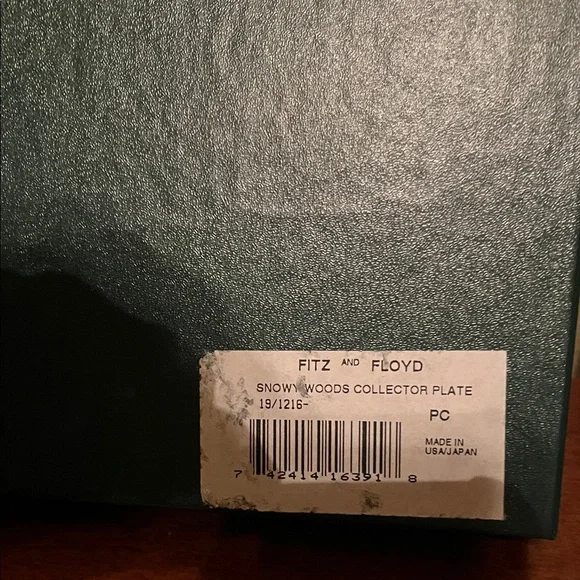 FITZ AND FLOYD
SNOWY WOODS COLLECTOR PLATE
19/1216-
PC
MADE IN
USA/JAPAN
7 42414 16391 8